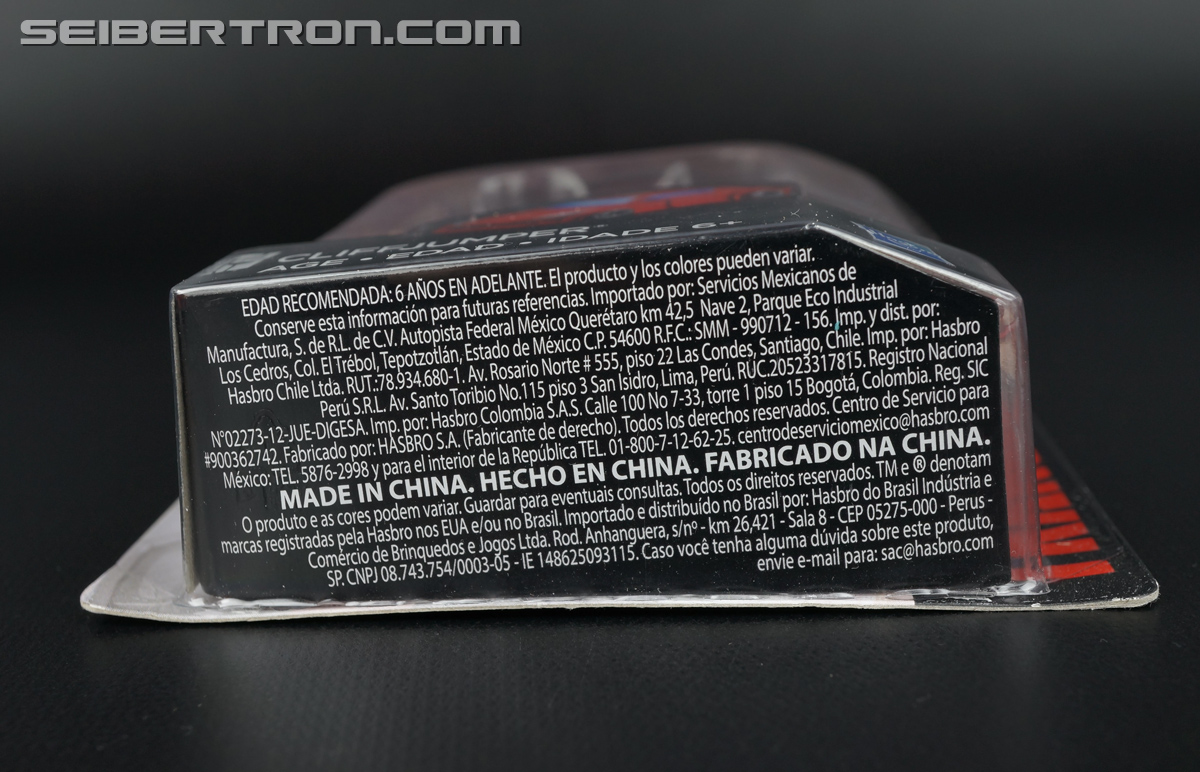 SEIBERTRON.COM
CLIFFJUMPER™
AGE • EDAD • IDADE 6+
EDAD RECOMENDADA: 6 AÑOS EN ADELANTE. El producto y los colores pueden variar.
Conserve esta información para futuras referencias. Importado por: Servicios Mexicanos de
Manufactura, S. de R.L. de C.V. Autopista Federal México Querétaro km 42,5 Nave 2, Parque Eco Industrial
Los Cedros, Col. El Trébol, Tepotzotlán, Estado de México C.P. 54600 R.F.C.: SMM - 990712 - 156. Imp. y dist. por:
Hasbro Chile Ltda. RUT.:78.934.680-1. Av. Rosario Norte # 555, piso 22 Las Condes, Santiago, Chile. Imp. por: Hasbro
Perú S.R.L. Av. Santo Toribio No.115 piso 3 San Isidro, Lima, Perú. RUC.20523317815. Registro Nacional
N°02273-12-JUE-DIGESA. Imp. por: Hasbro Colombia S.A.S. Calle 100 No 7-33, torre 1 piso 15 Bogotá, Colombia. Reg. SIC
#900362742. Fabricado por: HASBRO S.A. (Fabricante de derecho). Todos los derechos reservados. Centro de Servicio para
México: TEL. 5876-2998 y para el interior de la República TEL. 01-800-7-12-62-25. centrodeserviciomexico@hasbro.com
MADE IN CHINA. HECHO EN CHINA. FABRICADO NA CHINA.
O produto e as cores podem variar. Guardar para eventuais consultas. Todos os direitos reservados. TM e ® denotam
marcas registradas pela Hasbro nos EUA e/ou no Brasil. Importado e distribuído no Brasil por: Hasbro do Brasil Indústria e
Comércio de Brinquedos e Jogos Ltda. Rod. Anhanguera, s/nº - km 26,421 - Sala 8 - CEP 05275-000 - Perus -
SP. CNPJ 08.743.754/0003-05 - IE 148625093115. Caso você tenha alguma dúvida sobre este produto,
envie e-mail para: sac@hasbro.com